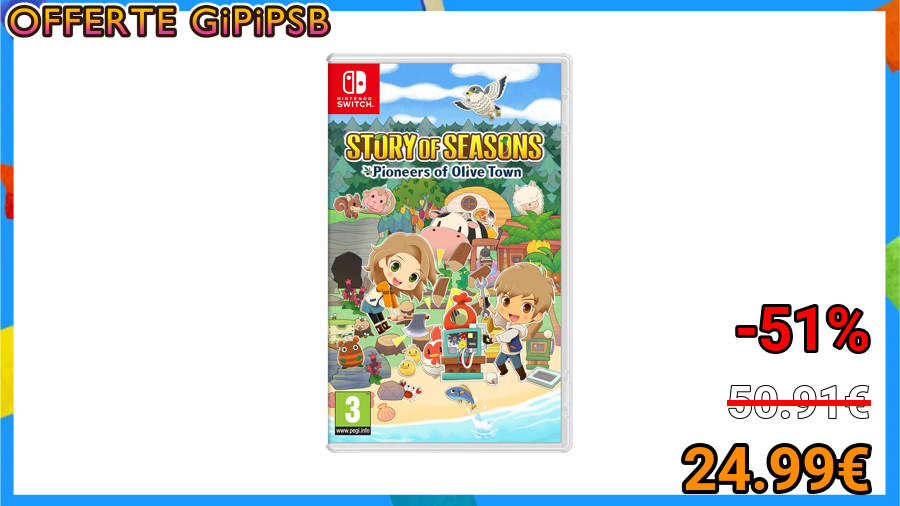 OFFERTE GiPiPSB
NINTENDO
SWITCH.
STORY OF SEASONS
Pioneers of Olive Town
3
www.pegi.info
-51%
50.91€
24.99€